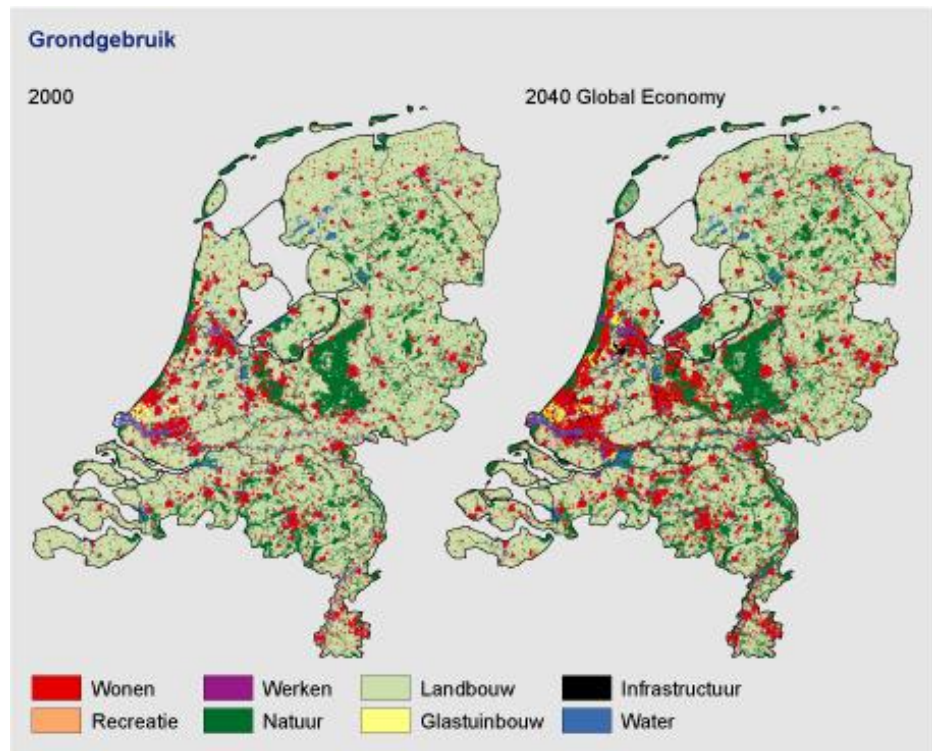 Grondgebruik
2000
2040 Global Economy
Wonen
Werken
Landbouw
Infrastructuur
Recreatie
Natuur
Glastuinbouw
Water